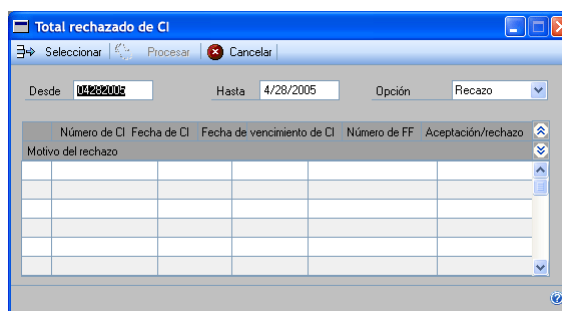 Total rechazado de CI
Seleccionar Procesar Cancelar
Desde 04282005 Hasta 4/28/2005 Opción Recazo
Número de CI Fecha de CI Fecha de vencimiento de CI Número de FF Aceptación/rechazo
Motivo del rechazo